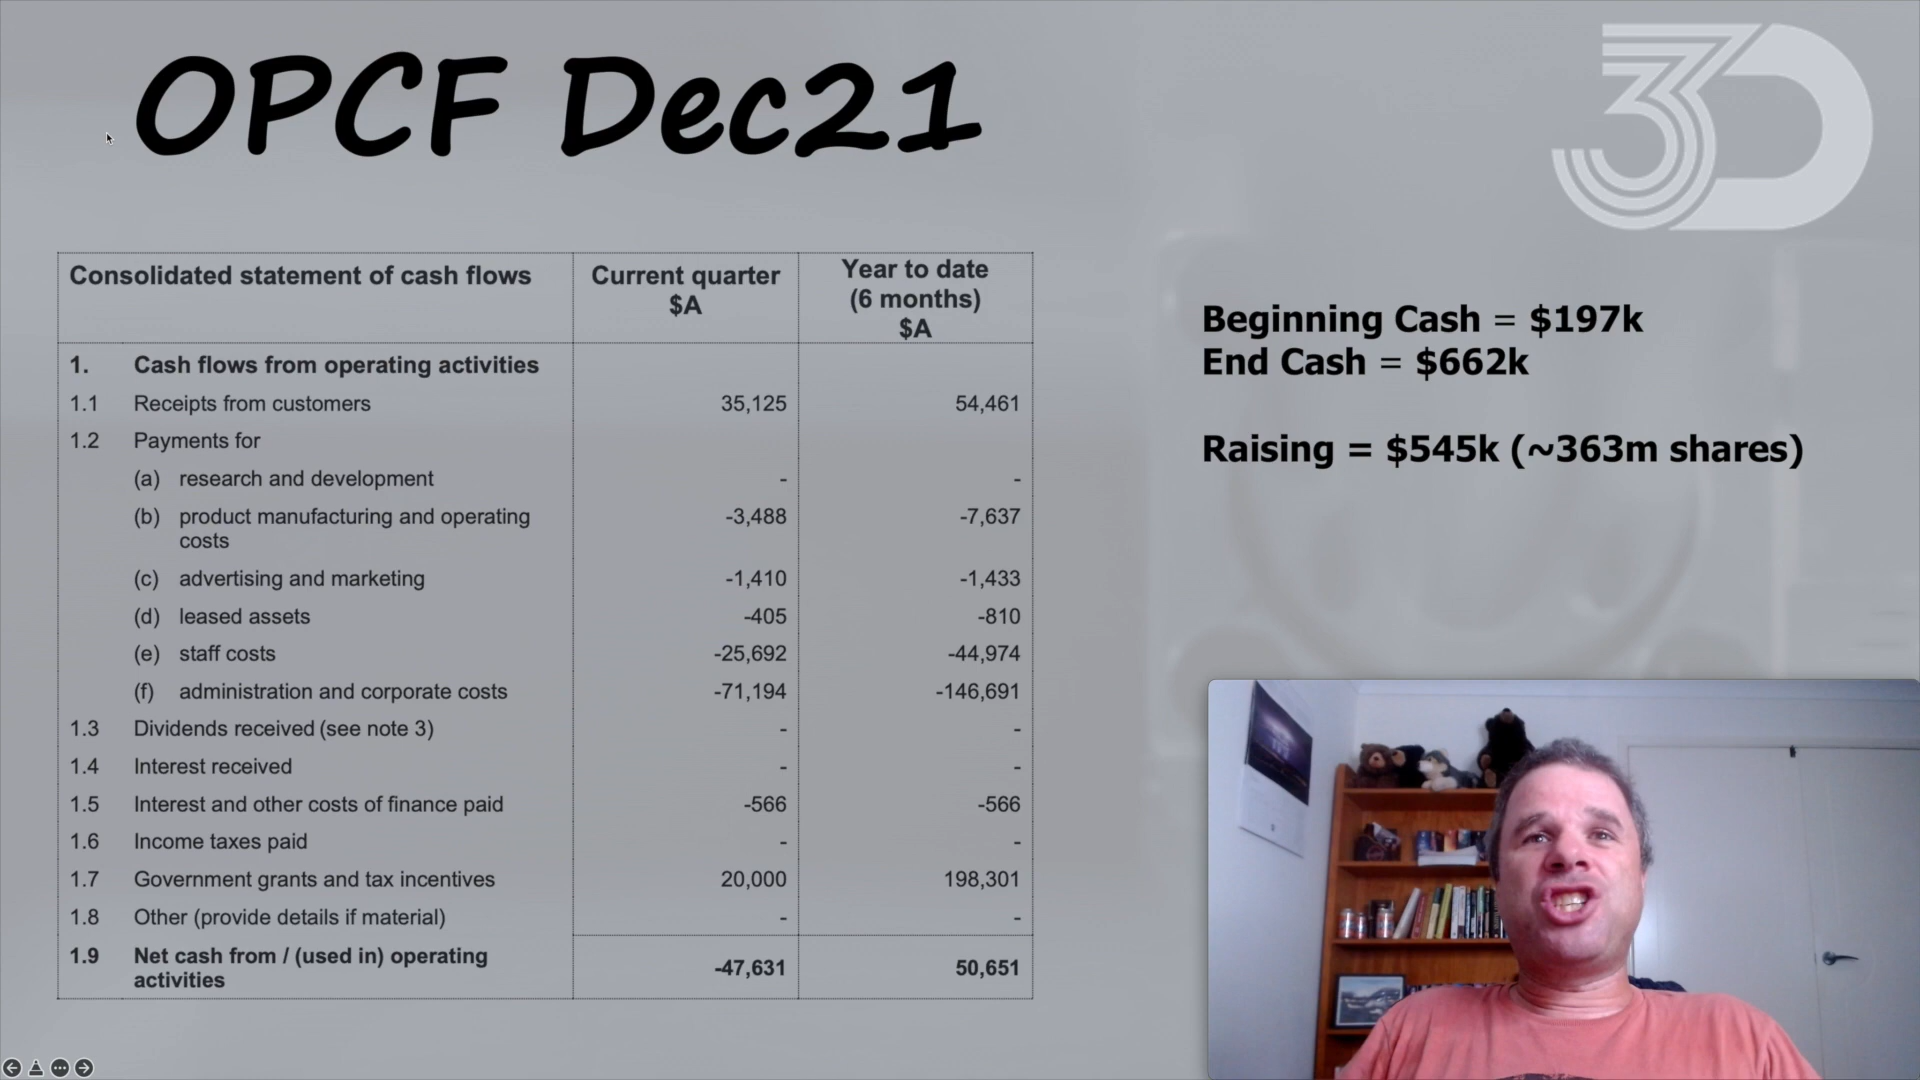 OPCF Dec21
3D
Consolidated statement of cash flows
Current quarter
$A
Year to date
(6 months)
$A
1. Cash flows from operating activities
1.1 Receipts from customers 35,125 54,461
1.2 Payments for
(a) research and development - -
(b) product manufacturing and operating
costs -3,488 -7,637
(c) advertising and marketing -1,410 -1,433
(d) leased assets -405 -810
(e) staff costs -25,692 -44,974
(f) administration and corporate costs -71,194 -146,691
1.3 Dividends received (see note 3) - -
1.4 Interest received - -
1.5 Interest and other costs of finance paid -566 -566
1.6 Income taxes paid - -
1.7 Government grants and tax incentives 20,000 198,301
1.8 Other (provide details if material) - -
1.9 Net cash from / (used in) operating
activities -47,631 50,651
Beginning Cash = $197k
End Cash = $662k
Raising = $545k (~363m shares)